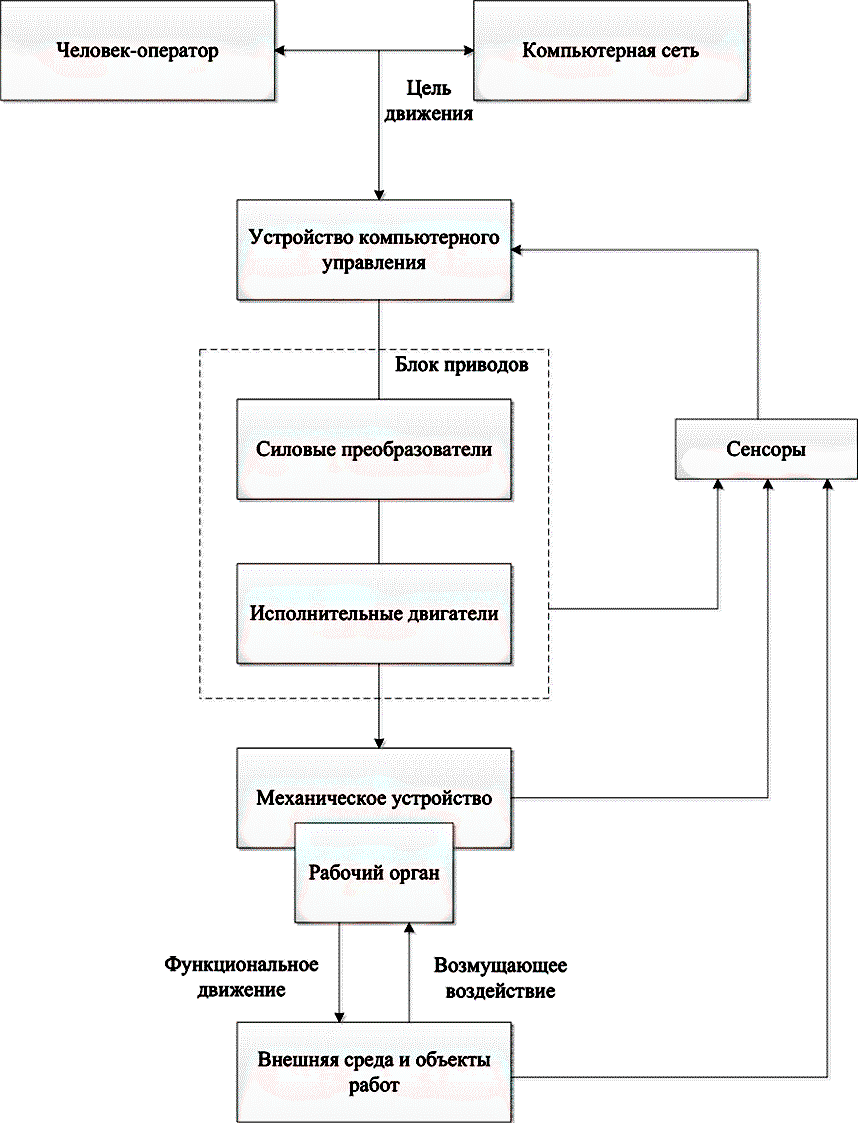 Человек-оператор
Компьютерная сеть
Цель
движения
Устройство компьютерного
управления
Блок приводов
Силовые преобразователи
Сенсоры
Исполнительные двигатели
Механическое устройство
Рабочий орган
Функциональное
движение
Возмущающее
воздействие
Внешняя среда и объекты
работ